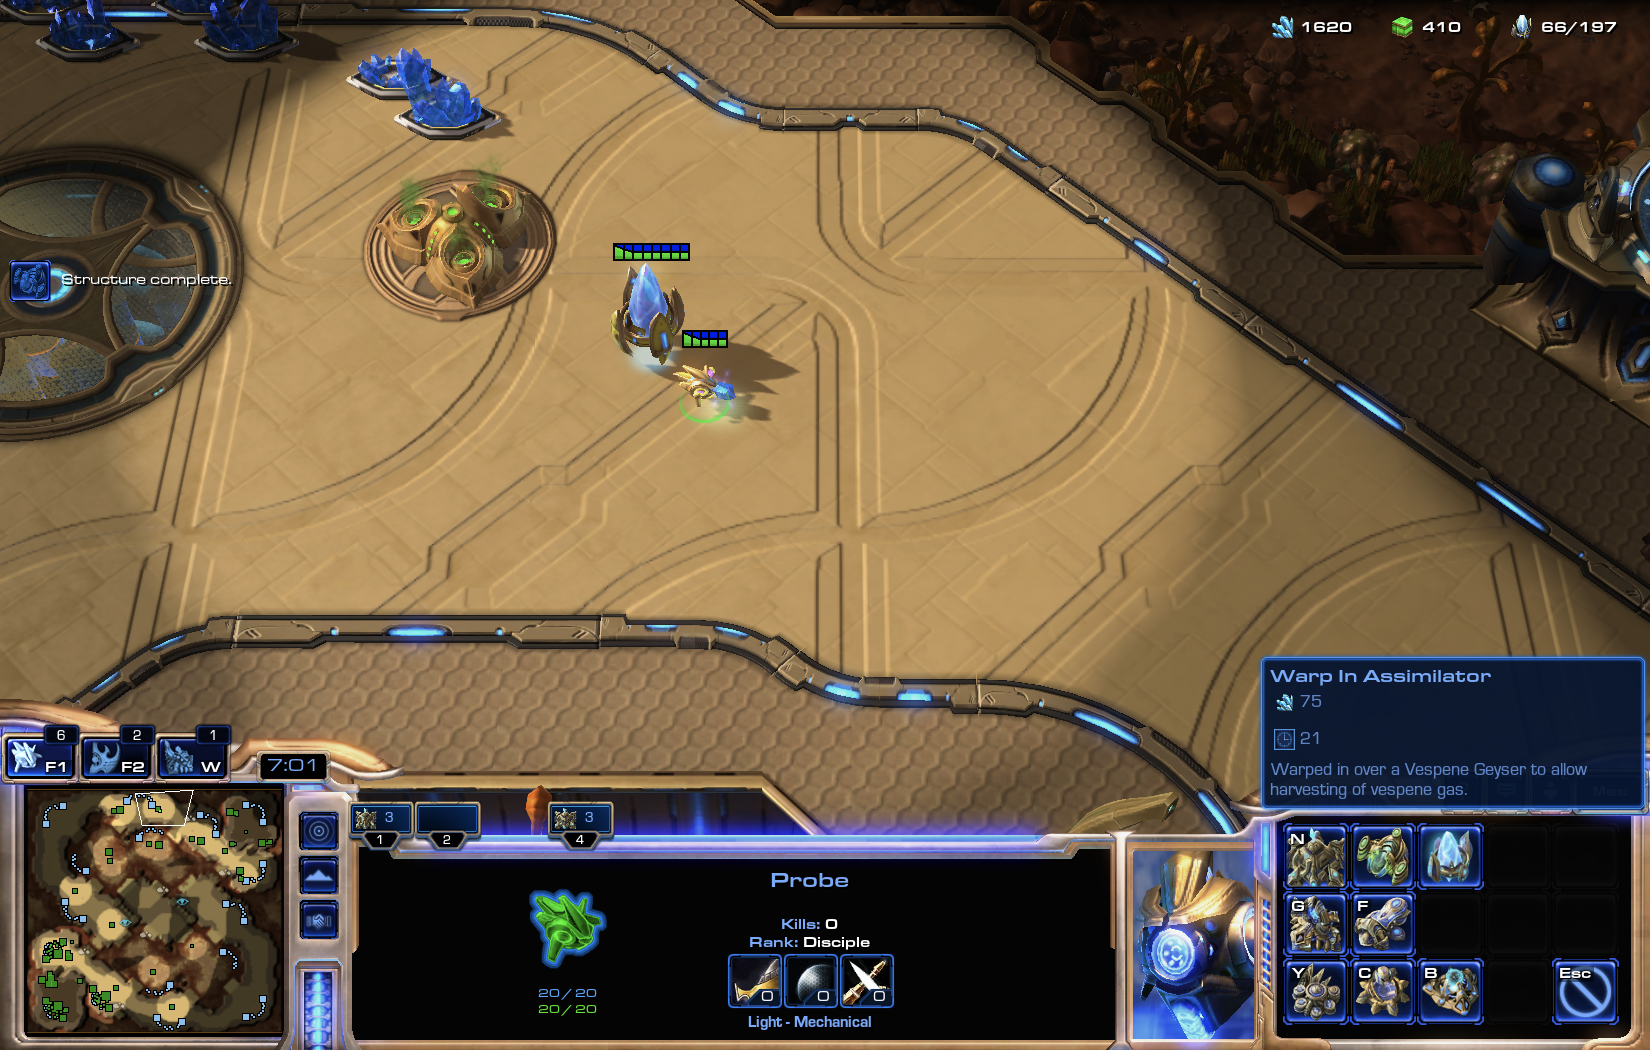 1620
410
66/197
Structure complete.
Warp In Assimilator
75
21
Warped in over a Vespene Geyser to allow
harvesting of vespene gas.
6
2
1
F1
F2
W
7:01
3
3
1
2
4
Probe
Kills: 0
Rank: Disciple
0
0
0
20/20
20/20
Light - Mechanical
N
G
F
Y
C
B
Esc